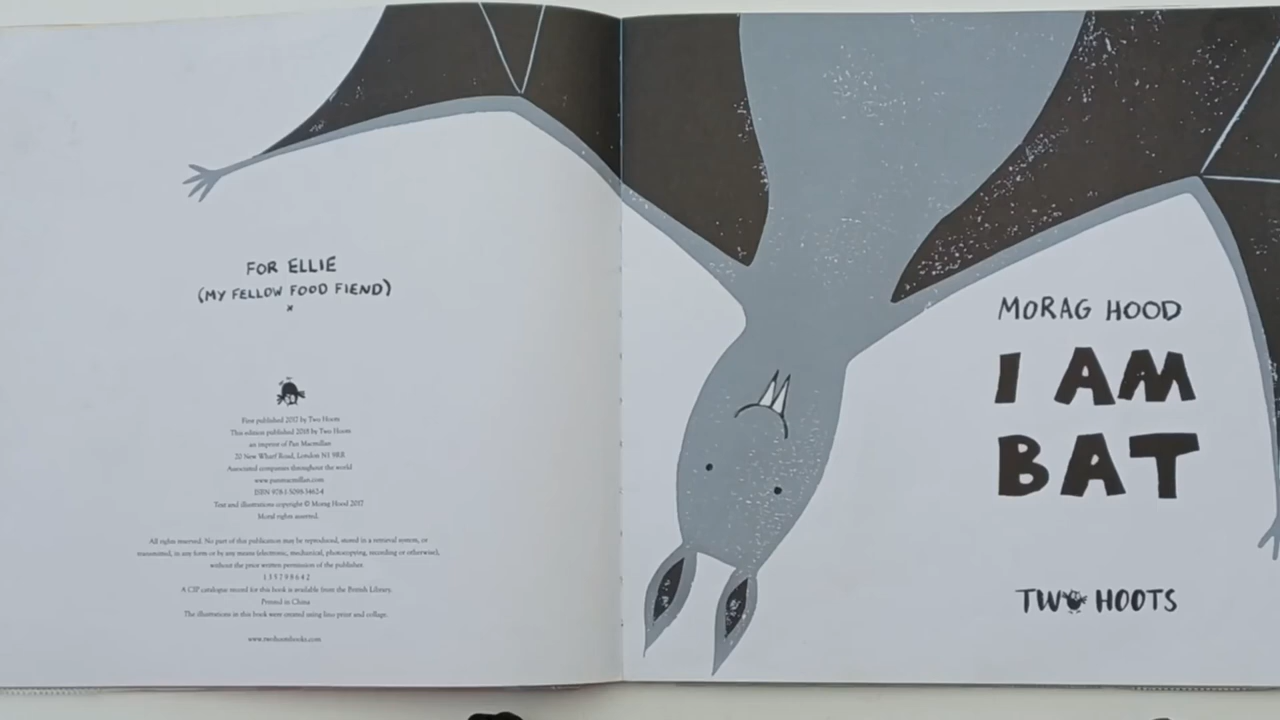 FOR ELLIE
(MY FELLOW FOOD FIEND)
x
First published 2017 by Two Hoots
This edition published 2018 by Two Hoots
an imprint of Pan Macmillan
20 New Wharf Road, London N1 9RR
Associated companies throughout the world
www.panmacmillan.com
ISBN 978-1-5098-3462-4
Text and illustrations copyright © Morag Hood 2017
Moral rights asserted.
All rights reserved. No part of this publication may be reproduced, stored in a retrieval system, or
transmitted, in any form or by any means (electronic, mechanical, photocopying, recording or otherwise),
without the prior written permission of the publisher.
1 3 5 7 9 8 6 4 2
A CIP catalogue record for this book is available from the British Library.
Printed in China
The illustrations in this book were created using lino print and collage.
www.twohootsbooks.com
MORAG HOOD
I AM
BAT
TWO HOOTS